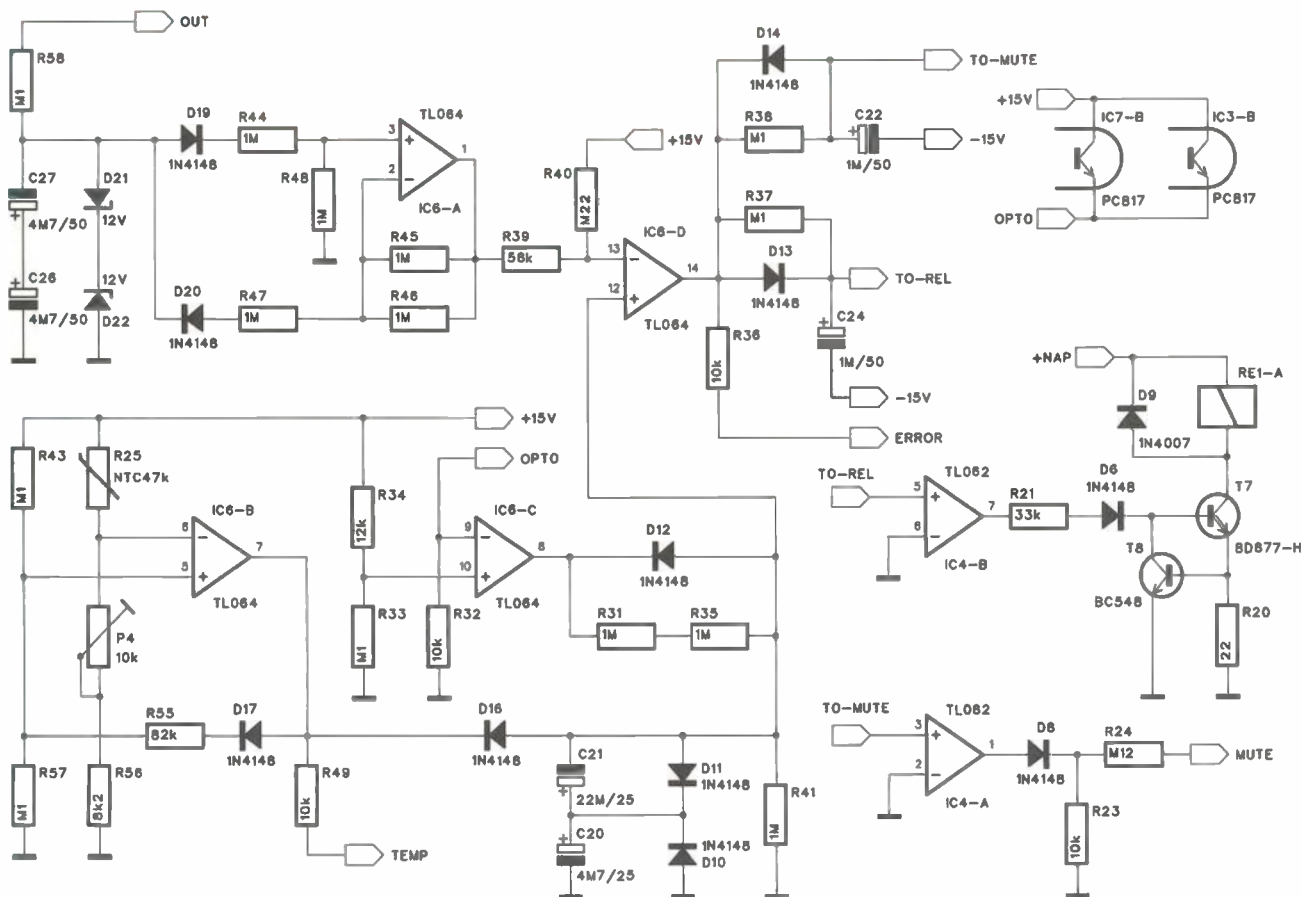 OUT
R58
M1
D19
1N4148
R44
1M
TL064
3
2
1
IC6-A
R48
1M
C27
4M7/50
D21
12V
C26
4M7/50
12V
D22
D20
1N4148
R47
1M
R45
1M
R46
1M
R39
56k
R40
M22
+15V
IC6-D
13
12
14
TL064
D14
1N4148
TO-MUTE
R38
M1
C22
1M/50
-15V
R37
M1
D13
1N4148
TO-REL
C24
1M/50
-15V
R36
10k
ERROR
+15V
IC7-B
IC3-B
PC817
PC817
OPTO
+NAP
RE1-A
D9
1N4007
TO-REL
TL062
5
6
7
IC4-B
R21
33k
D6
1N4148
T7
BD677-H
T8
BC548
R20
22
R43
M1
R25
NTC47k
+15V
OPTO
R34
12k
IC6-B
6
5
7
TL064
IC6-C
9
10
8
TL064
P4
10k
R33
M1
R32
10k
D12
1N4148
R31
1M
R35
1M
R55
82k
D17
1N4148
D16
1N4148
R57
M1
R56
8k2
R49
10k
TEMP
C21
22M/25
C20
4M7/25
D11
1N4148
1N4148
D10
R41
1M
TO-MUTE
TL062
3
2
1
IC4-A
D8
1N4148
R24
M12
MUTE
R23
10k